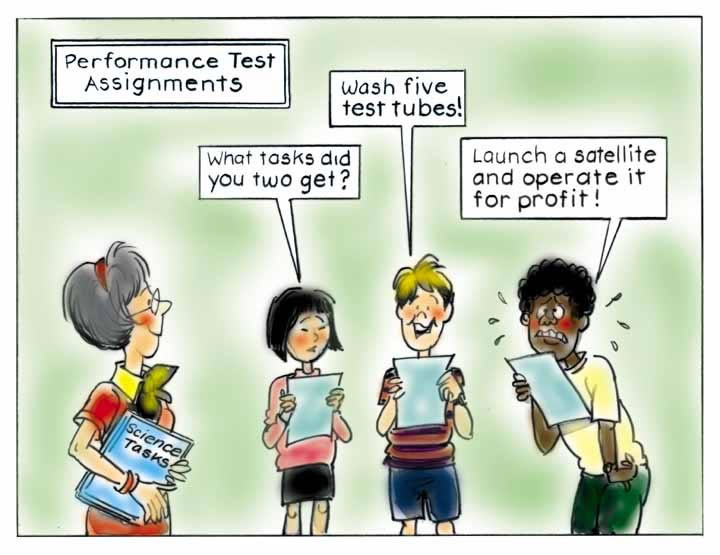 Performance Test
Assignments
What tasks did
you two get?
Wash five
test tubes!
Launch a satellite
and operate it
for profit!
Science
Tasks